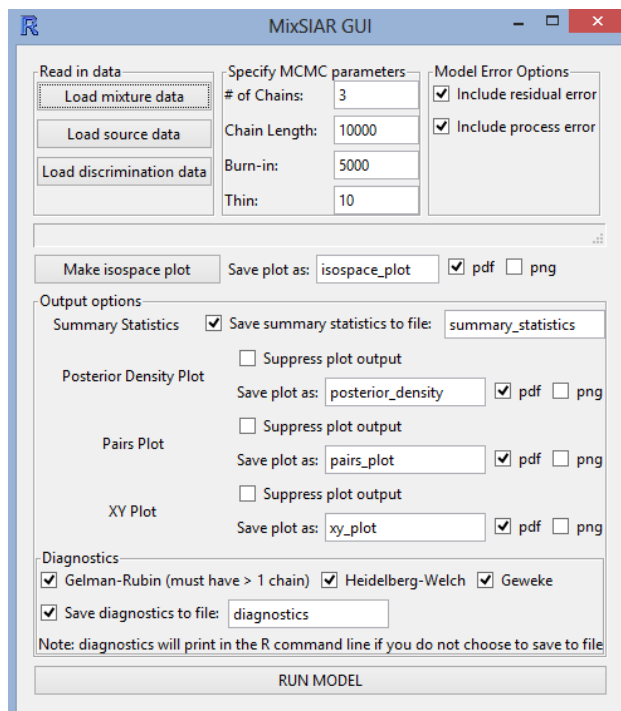 R MixSIAR GUI
Read in data
Load mixture data
Load source data
Load discrimination data
Specify MCMC parameters
# of Chains: 3
Chain Length: 10000
Burn-in: 5000
Thin: 10
Model Error Options
Include residual error
Include process error
Make isospace plot Save plot as: isospace_plot pdf png
Output options
Summary Statistics Save summary statistics to file: summary_statistics
Posterior Density Plot
Suppress plot output
Save plot as: posterior_density pdf png
Pairs Plot
Suppress plot output
Save plot as: pairs_plot pdf png
XY Plot
Suppress plot output
Save plot as: xy_plot pdf png
Diagnostics
Gelman-Rubin (must have > 1 chain) Heidelberg-Welch Geweke
Save diagnostics to file: diagnostics
Note: diagnostics will print in the R command line if you do not choose to save to file
RUN MODEL